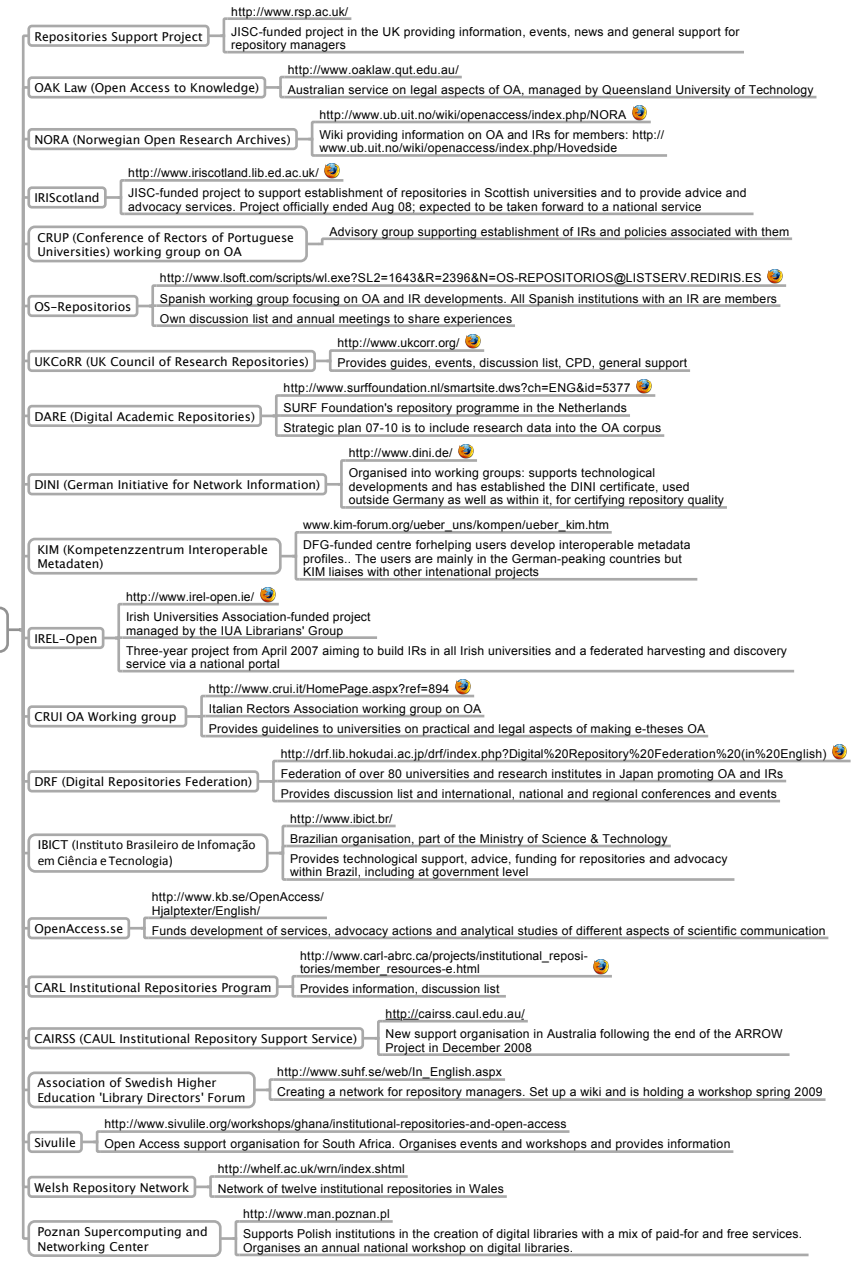 http://www.rsp.ac.uk/
Repositories Support Project
JISC-funded project in the UK providing information, events, news and general support for
repository managers
http://www.oaklaw.qut.edu.au/
OAK Law (Open Access to Knowledge)
Australian service on legal aspects of OA, managed by Queensland University of Technology
http://www.ub.uit.no/wiki/openaccess/index.php/NORA
NORA (Norwegian Open Research Archives)
Wiki providing information on OA and IRs for members: http://
www.ub.uit.no/wiki/openaccess/index.php/Hovedside
http://www.iriscotland.lib.ed.ac.uk/
IRIScotland
JISC-funded project to support establishment of repositories in Scottish universities and to provide advice and
advocacy services. Project officially ended Aug 08; expected to be taken forward to a national service
CRUP (Conference of Rectors of Portuguese
Universities) working group on OA
Advisory group supporting establishment of IRs and policies associated with them
http://www.lsoft.com/scripts/wl.exe?SL2=1643&R=2396&N=OS-REPOSITORIOS@LISTSERV.REDIRIS.ES
OS-Repositorios
Spanish working group focusing on OA and IR developments. All Spanish institutions with an IR are members
Own discussion list and annual meetings to share experiences
http://www.ukcorr.org/
UKCoRR (UK Council of Research Repositories)
Provides guides, events, discussion list, CPD, general support
http://www.surffoundation.nl/smartsite.dws?ch=ENG&id=5377
DARE (Digital Academic Repositories)
SURF Foundation's repository programme in the Netherlands
Strategic plan 07-10 is to include research data into the OA corpus
http://www.dini.de/
DINI (German Initiative for Network Information)
Organised into working groups: supports technological
developments and has established the DINI certificate, used
outside Germany as well as within it, for certifying repository quality
www.kim-forum.org/ueber_uns/kompen/ueber_kim.htm
KIM (Kompetenzzentrum Interoperable
Metadaten)
DFG-funded centre forhelping users develop interoperable metadata
profiles.. The users are mainly in the German-peaking countries but
KIM liaises with other intenational projects
http://www.irel-open.ie/
IREL-Open
Irish Universities Association-funded project
managed by the IUA Librarians' Group
Three-year project from April 2007 aiming to build IRs in all Irish universities and a federated harvesting and discovery
service via a national portal
http://www.crui.it/HomePage.aspx?ref=894
CRUI OA Working group
Italian Rectors Association working group on OA
Provides guidelines to universities on practical and legal aspects of making e-theses OA
http://drf.lib.hokudai.ac.jp/drf/index.php?Digital%20Repository%20Federation%20(in%20English)
DRF (Digital Repositories Federation)
Federation of over 80 universities and research institutes in Japan promoting OA and IRs
Provides discussion list and international, national and regional conferences and events
http://www.ibict.br/
IBICT (Instituto Brasileiro de Infomação
em Ciência e Tecnologia)
Brazilian organisation, part of the Ministry of Science & Technology
Provides technological support, advice, funding for repositories and advocacy
within Brazil, including at government level
http://www.kb.se/OpenAccess/
Hjalptexter/English/
OpenAccess.se
Funds development of services, advocacy actions and analytical studies of different aspects of scientific communication
http://www.carl-abrc.ca/projects/institutional_reposi-
tories/member_resources-e.html
CARL Institutional Repositories Program
Provides information, discussion list
http://cairss.caul.edu.au/
CAIRSS (CAUL Institutional Repository Support Service)
New support organisation in Australia following the end of the ARROW
Project in December 2008
http://www.suhf.se/web/In_English.aspx
Association of Swedish Higher
Education 'Library Directors' Forum
Creating a network for repository managers. Set up a wiki and is holding a workshop spring 2009
http://www.sivulile.org/workshops/ghana/institutional-repositories-and-open-access
Sivulile
Open Access support organisation for South Africa. Organises events and workshops and provides information
http://whelf.ac.uk/wrn/index.shtml
Welsh Repository Network
Network of twelve institutional repositories in Wales
http://www.man.poznan.pl
Poznan Supercomputing and
Networking Center
Supports Polish institutions in the creation of digital libraries with a mix of paid-for and free services.
Organises an annual national workshop on digital libraries.